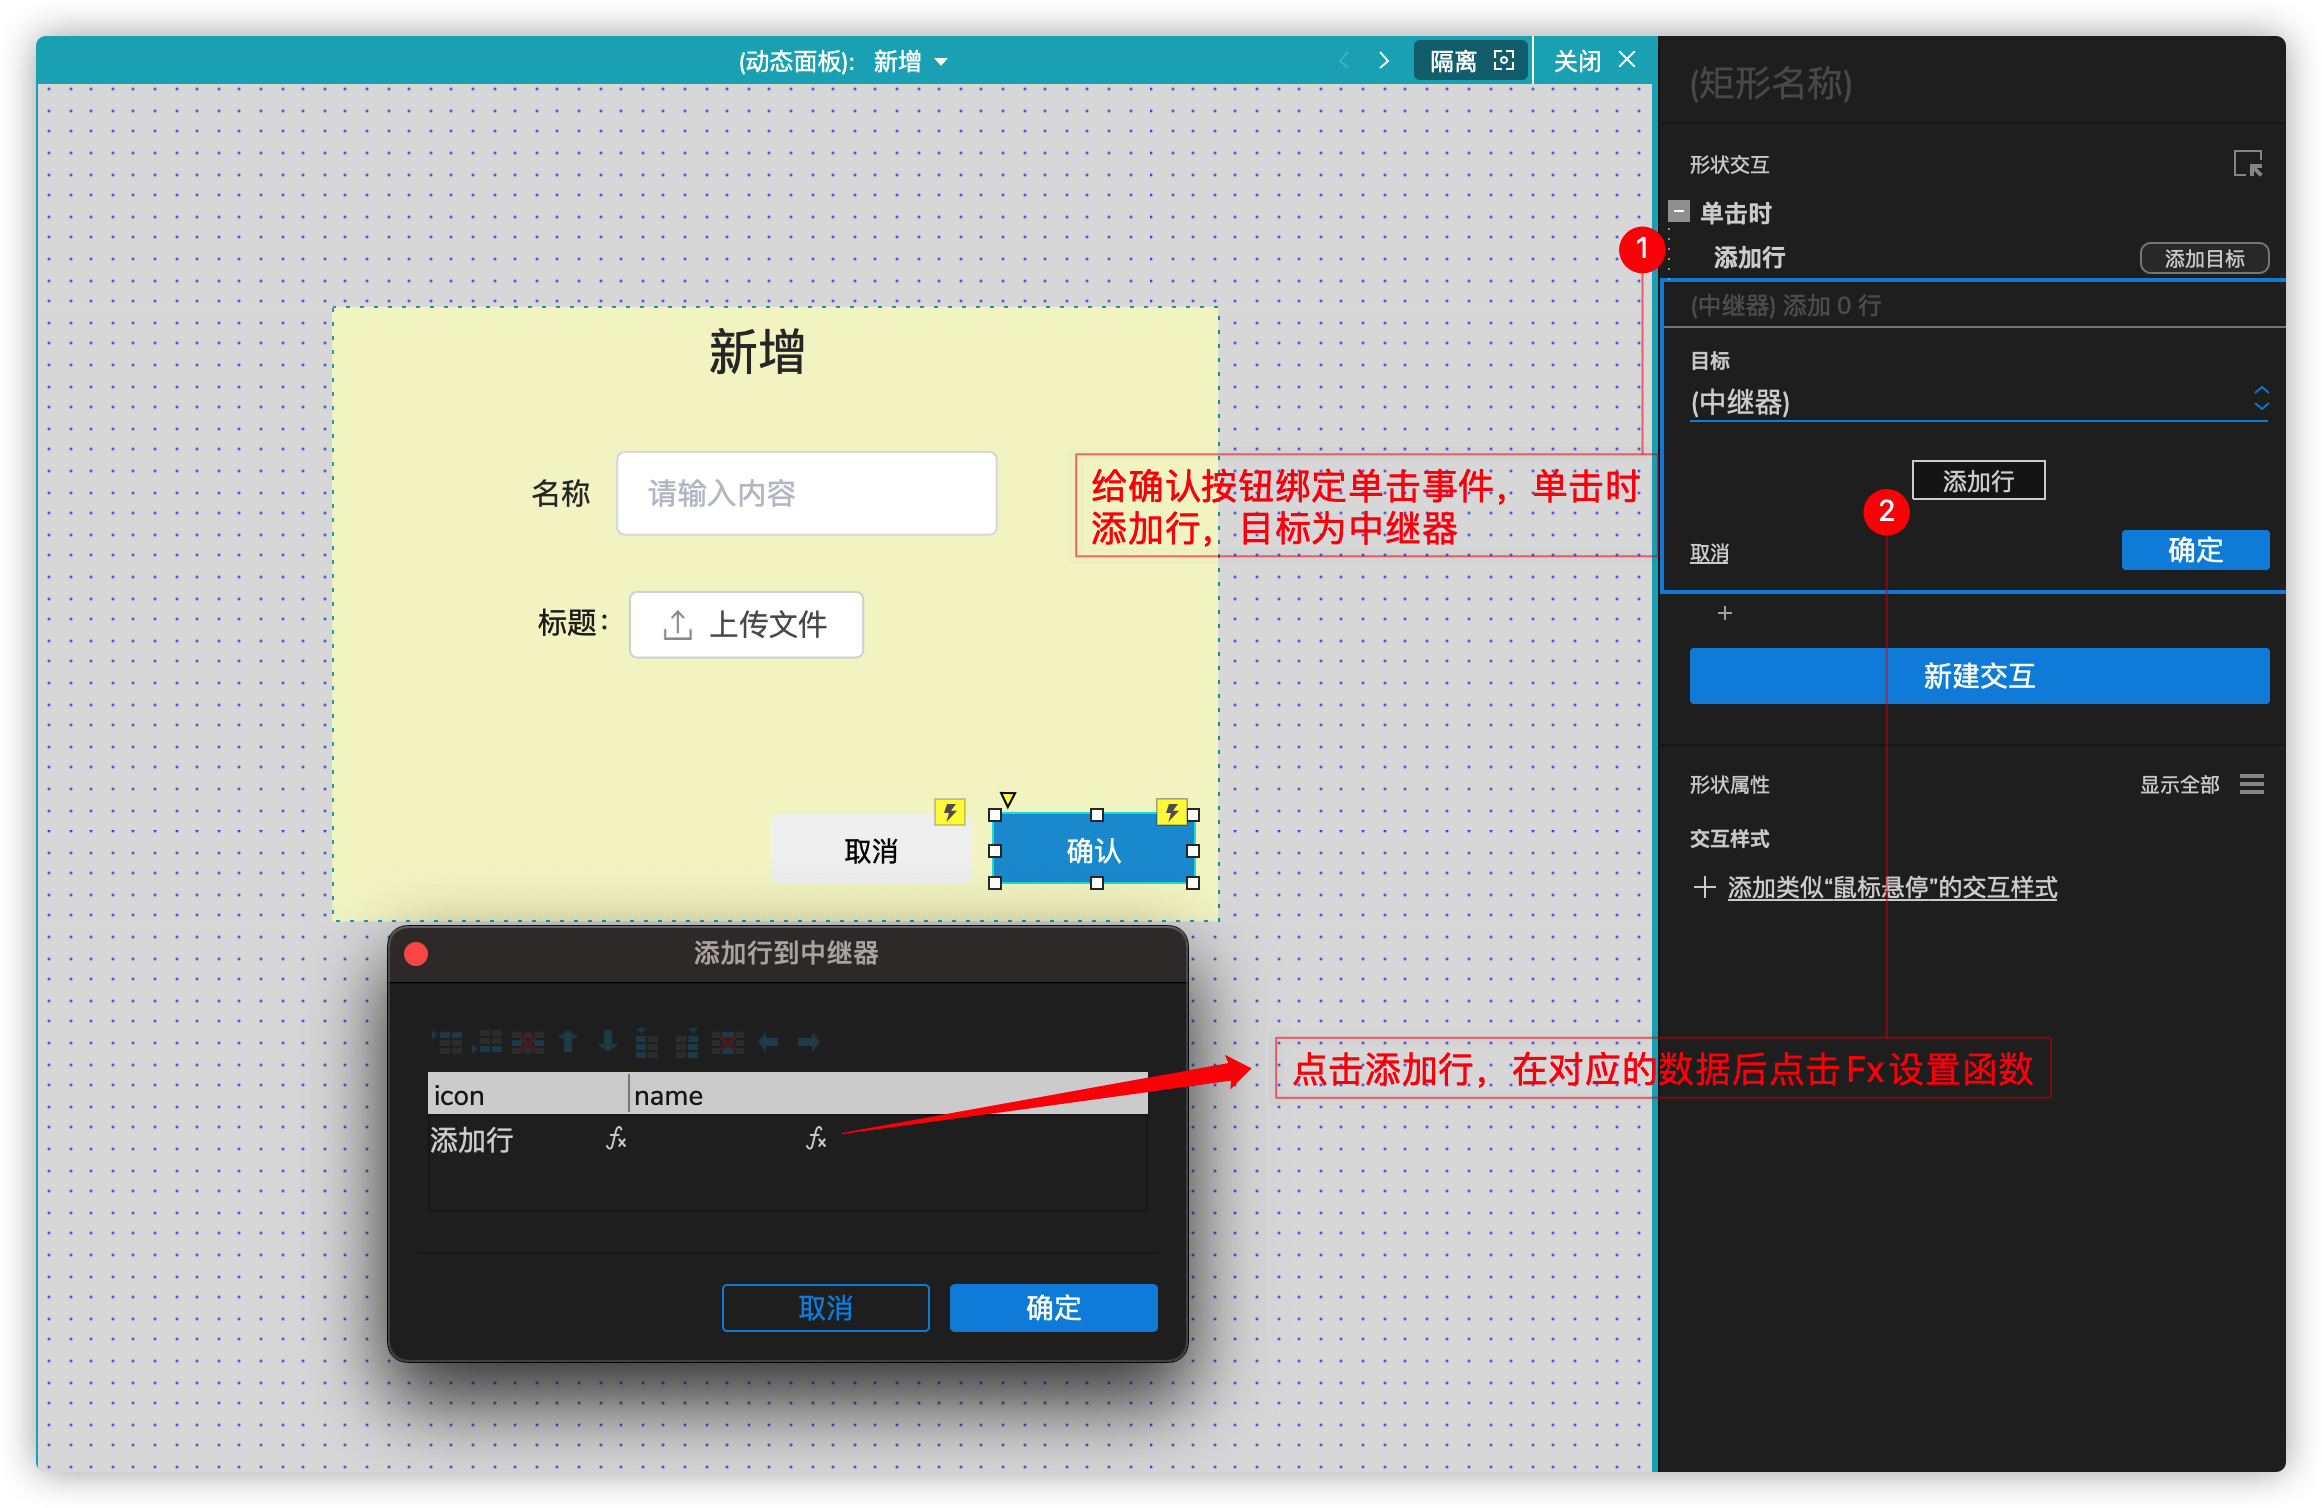 (动态面板): 新增
隔离
关闭
(矩形名称)
形状交互
单击时
添加行
添加目标
1
(中继器) 添加 0 行
目标
(中继器)
添加行
2
取消
确定
新建交互
形状属性
显示全部
交互样式
添加类似“鼠标悬停”的交互样式
新增
名称
请输入内容
标题：
上传文件
取消
确认
给确认按钮绑定单击事件，单击时
添加行，目标为中继器
添加行到中继器
icon
name
添加行
fx
fx
取消
确定
点击添加行，在对应的数据后点击Fx设置函数